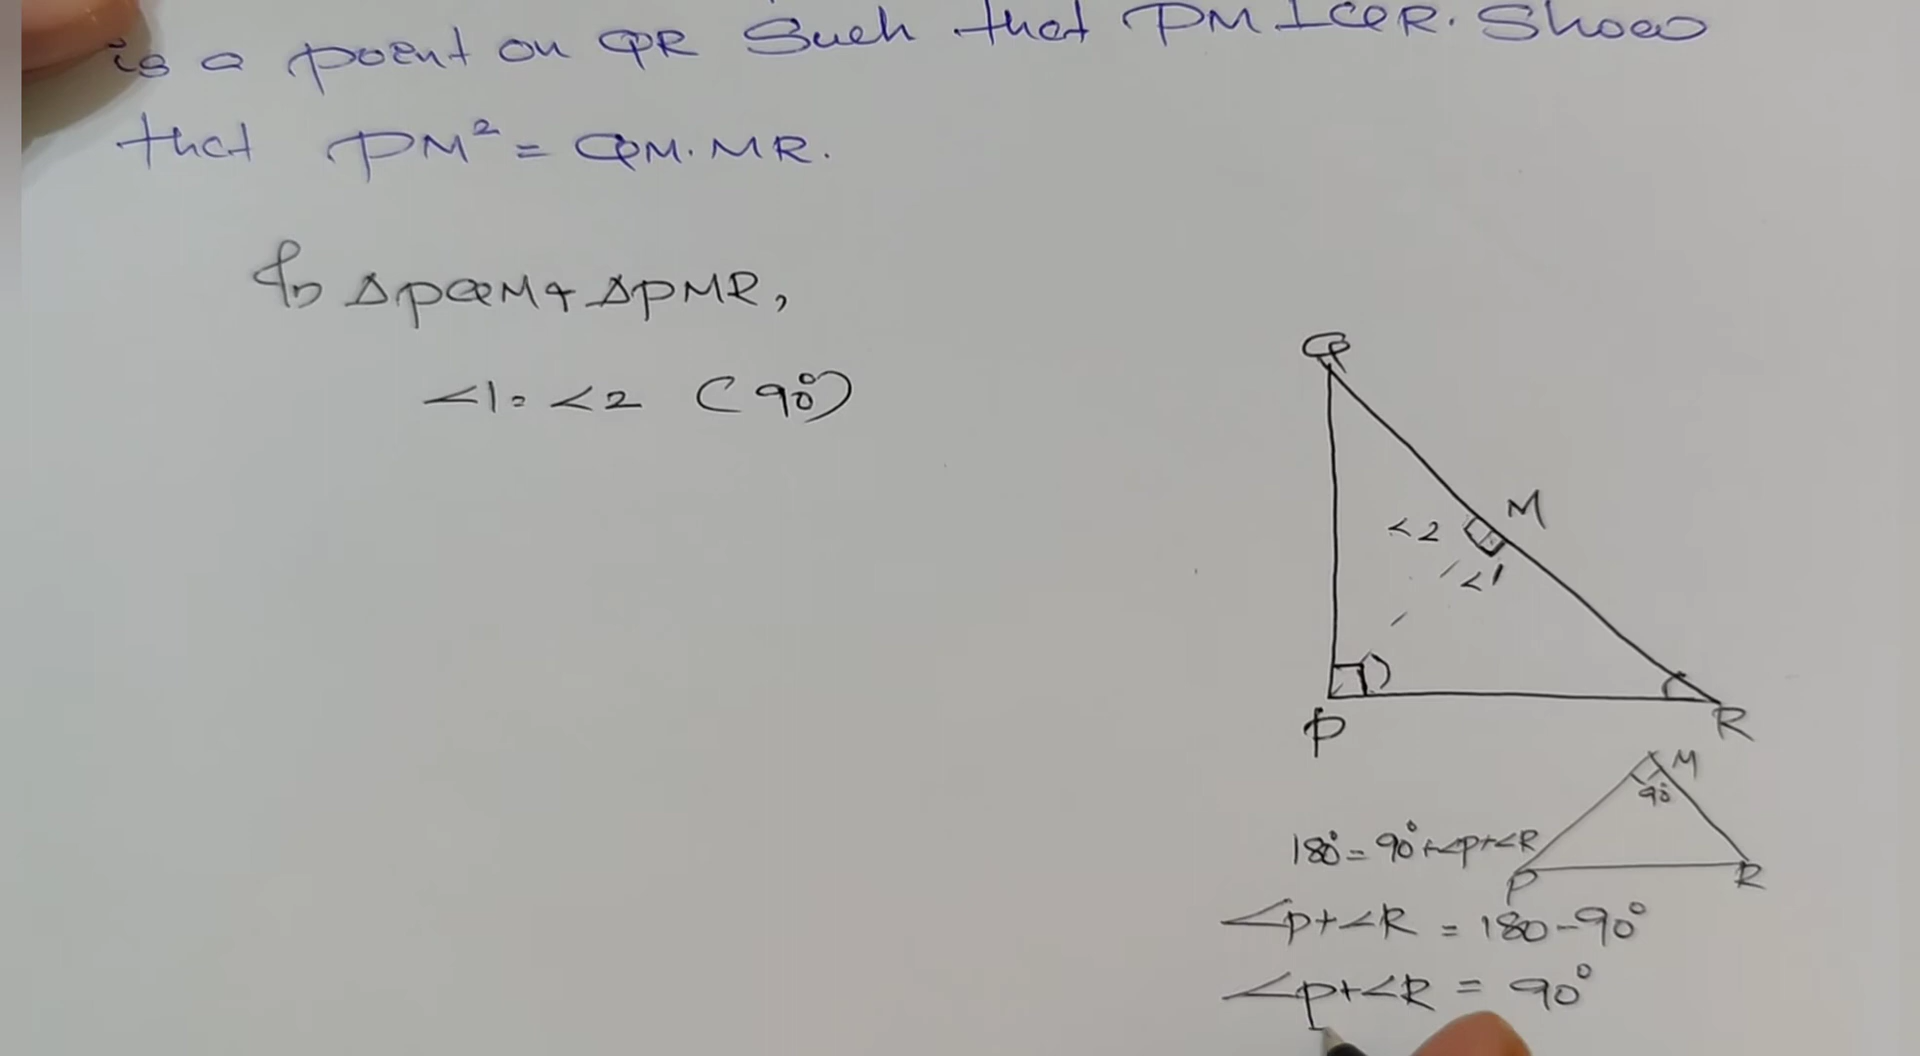 is a point on QR such that PM ⊥ QR. Show
that PM² = QM. MR.
In ΔPQM & ΔPMR,
<1 = <2 (90°)
Q
M
<2
<1
P
R
M
90°
180° = 90° + <P + <R
P
R
<P + <R = 180 - 90°
<P + <R = 90°